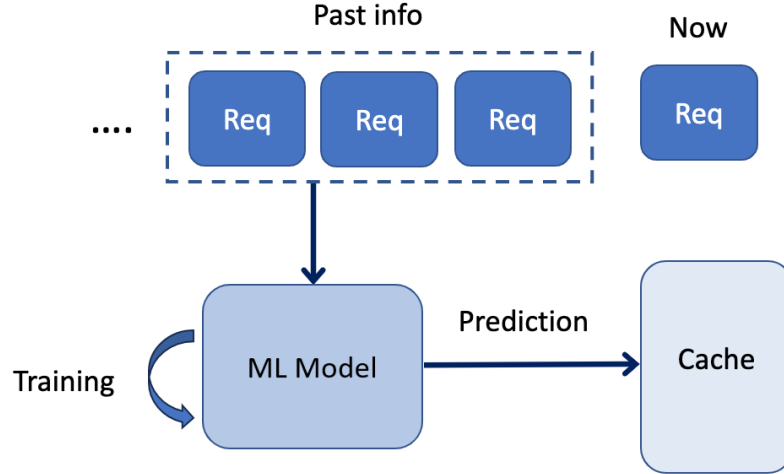 Past info
Now
....
Req
Req
Req
Req
Prediction
ML Model
Training
Cache